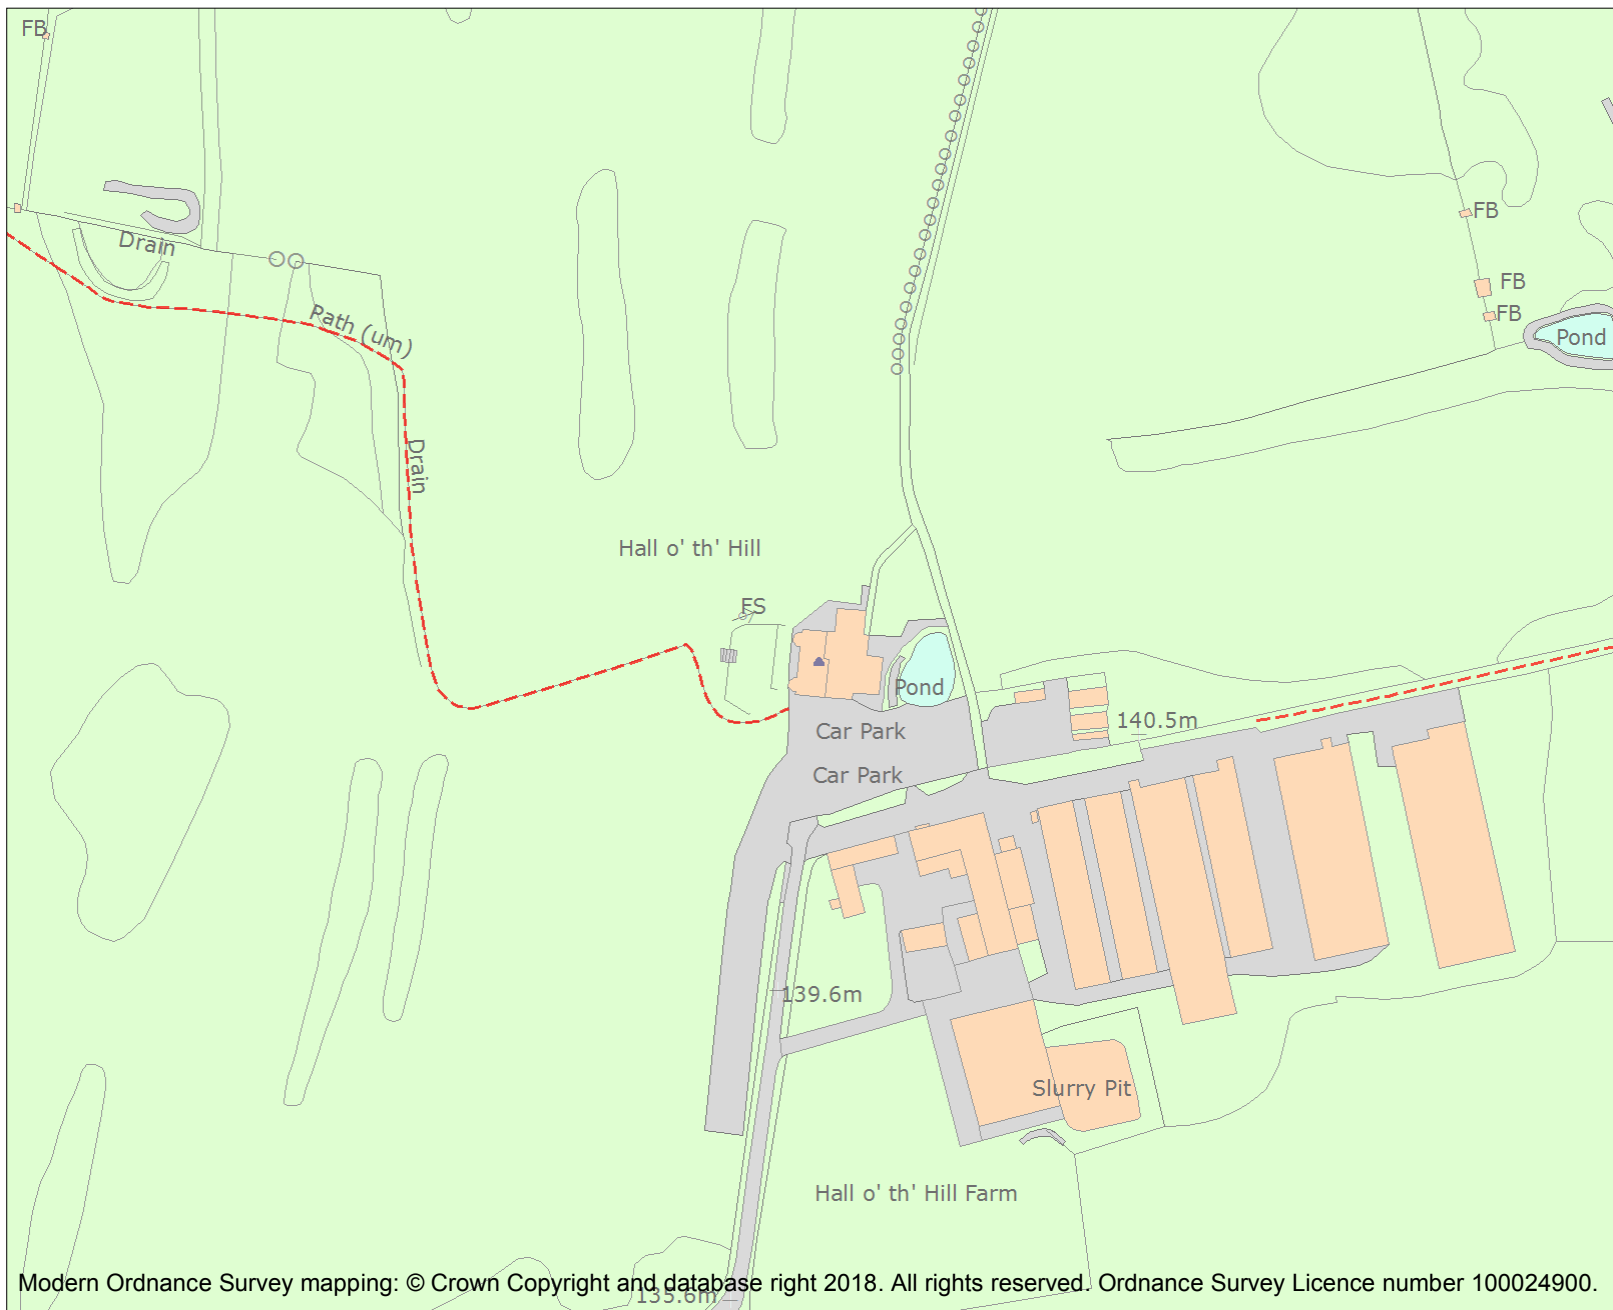 FB
FB
Drain
FB
Path (um)
FB
Pond
Drain
Hall o' th' Hill
FS
Pond
140.5m
Car Park
Car Park
139.6m
Slurry Pit
Hall o' th' Hill Farm
Modern Ordnance Survey mapping: © Crown Copyright and database right 2018. All rights reserved. Ordnance Survey Licence number 100024900.
135.6m